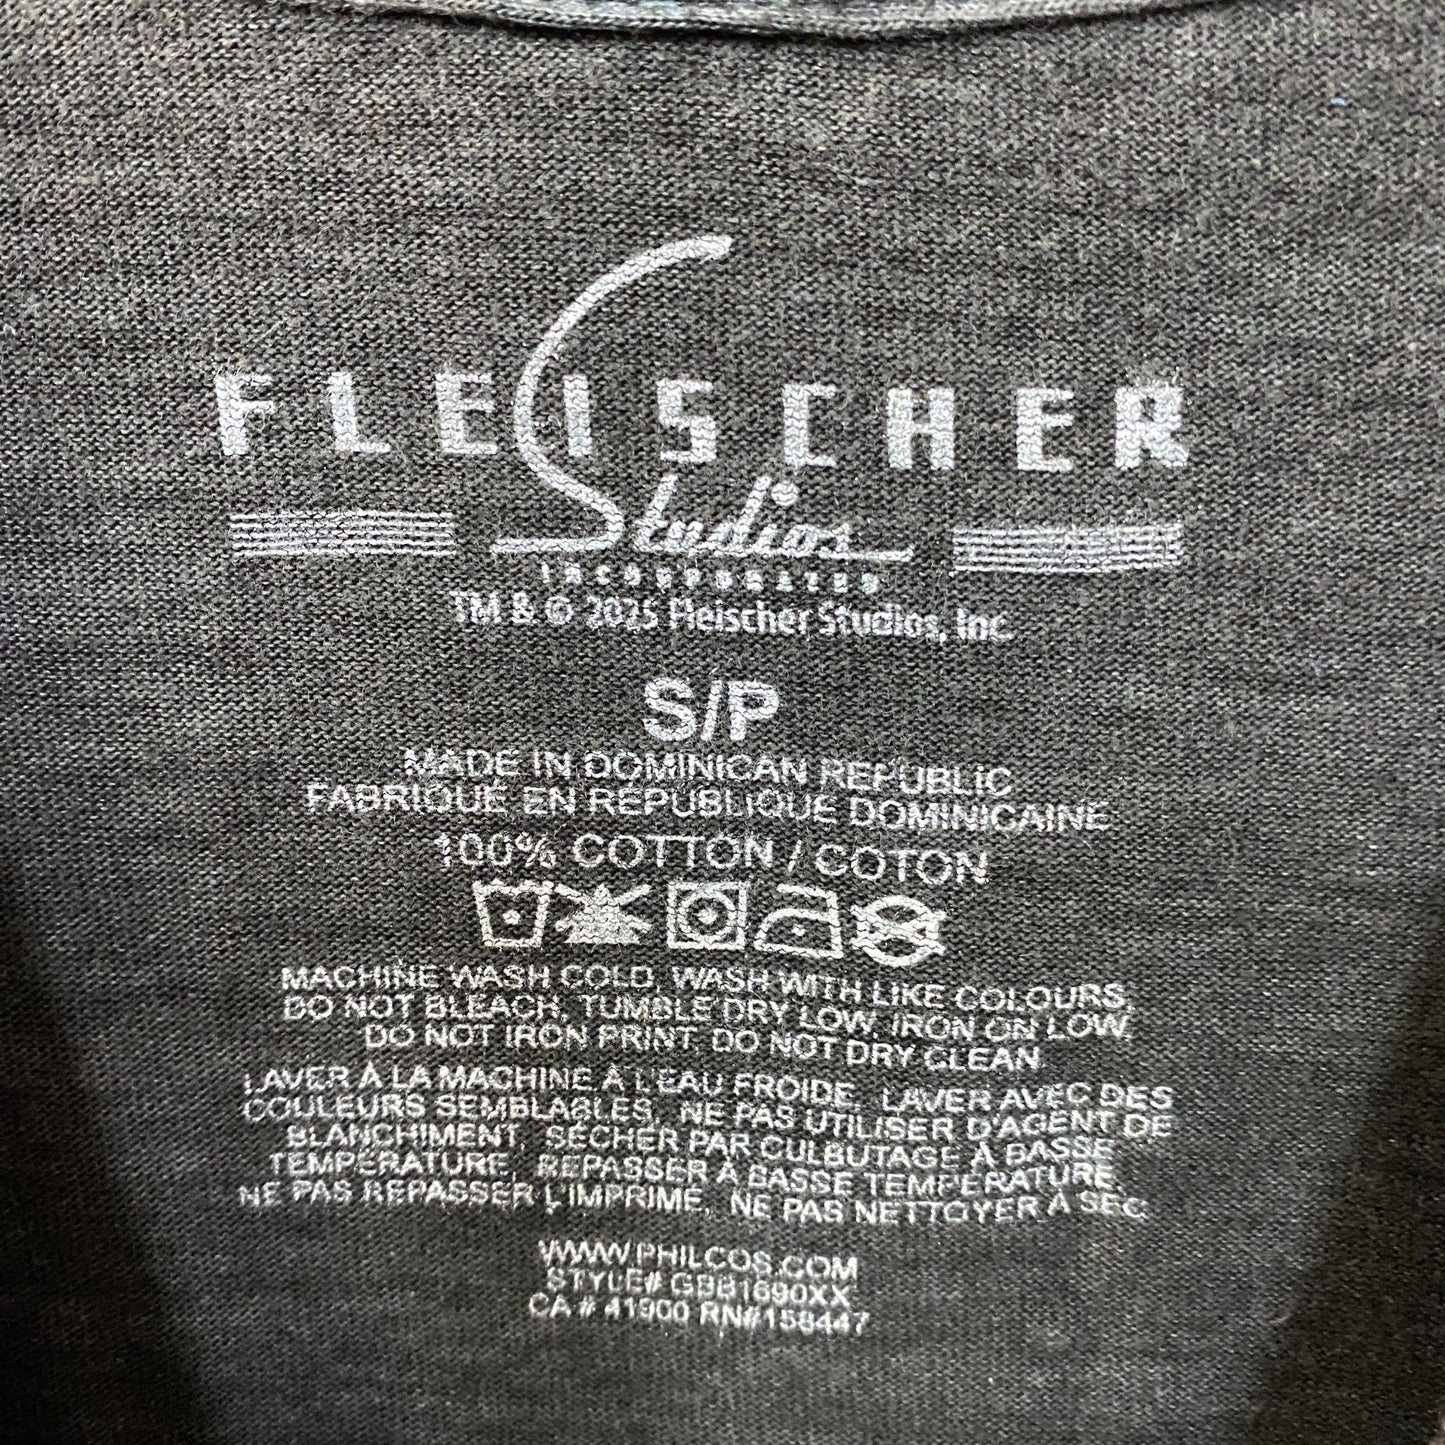 FLEISCHER
Studios
INCORPORATED
TM & © 2025 Fleischer Studios, Inc.
S/P
MADE IN DOMINICAN REPUBLIC
FABRIQUÉ EN RÉPUBLIQUE DOMINICAINE
100% COTTON / COTON
MACHINE WASH COLD, WASH WITH LIKE COLOURS,
DO NOT BLEACH, TUMBLE DRY LOW, IRON ON LOW,
DO NOT IRON PRINT, DO NOT DRY CLEAN
LAVER À LA MACHINE À L'EAU FROIDE, LAVER AVEC DES
COULEURS SEMBLABLES, NE PAS UTILISER D'AGENT DE
BLANCHIMENT, SÉCHER PAR CULBUTAGE À BASSE
TEMPÉRATURE, REPASSER À BASSE TEMPÉRATURE,
NE PAS REPASSER L'IMPRIMÉ, NE PAS NETTOYER À SEC
WWW.PHILCOS.COM
STYLE# GBB1690XX
CA # 41900 RN#158447